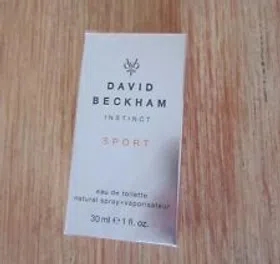 DAVID
BECKHAM
INSTINCT
SPORT
eau de toilette
natural spray•vaporisateur
30 ml e 1 fl. oz.